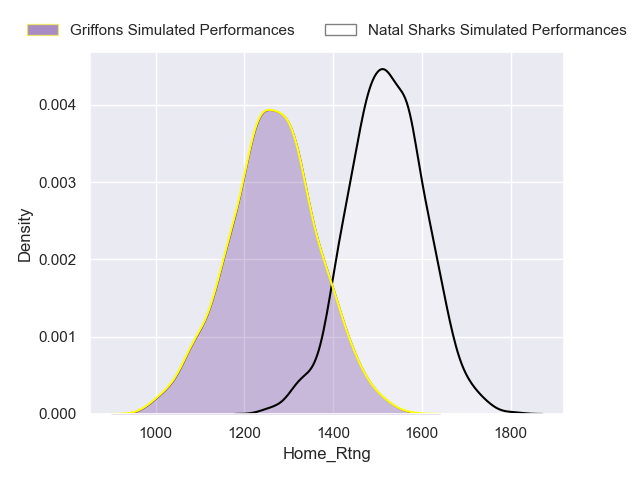 Griffons Simulated Performances
Natal Sharks Simulated Performances
0.004
0.003
0.002
0.001
0.000
Density
1000
1200
1400
1600
1800
Home_Rtng